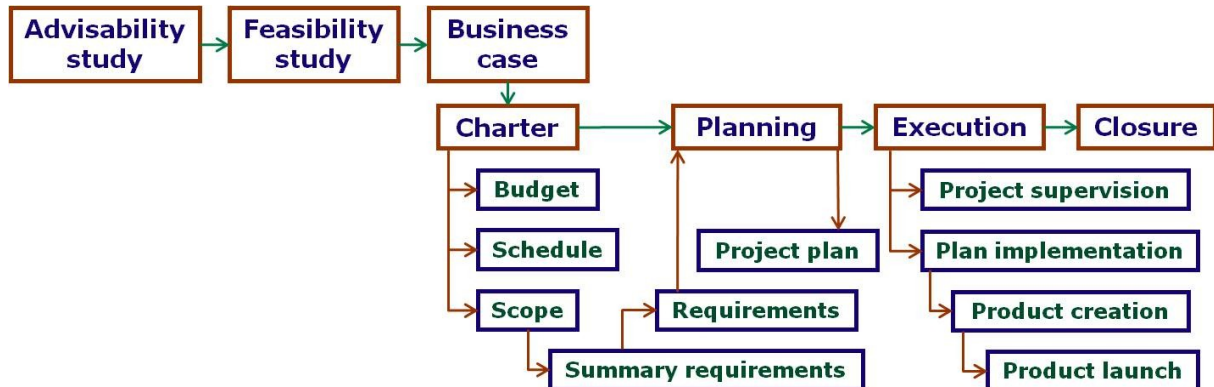 Advisability
study
Feasibility
study
Business
case
Charter
Planning
Execution
Closure
Budget
Project supervision
Schedule
Project plan
Plan implementation
Scope
Requirements
Product creation
Summary requirements
Product launch